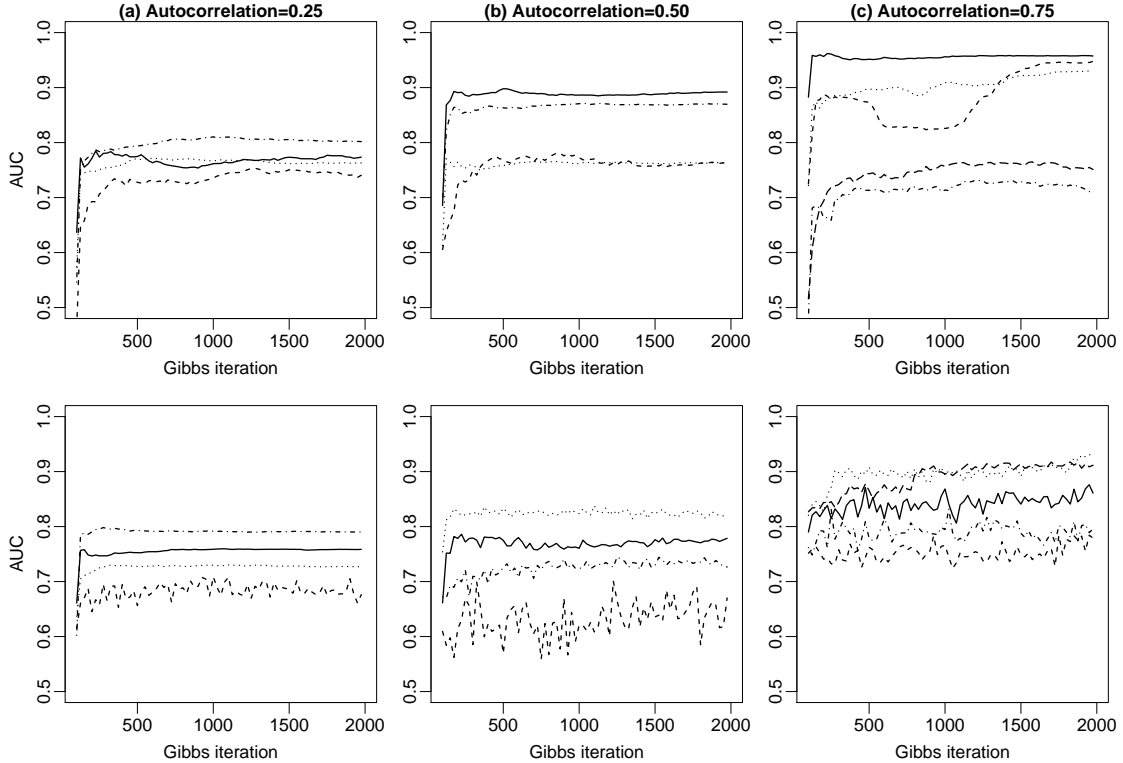 (a) Autocorrelation=0.25
(b) Autocorrelation=0.50
(c) Autocorrelation=0.75
AUC
0.5 0.6 0.7 0.8 0.9 1.0
500 1000 1500 2000
Gibbs iteration
0.5 0.6 0.7 0.8 0.9 1.0
500 1000 1500 2000
Gibbs iteration
0.5 0.6 0.7 0.8 0.9 1.0
500 1000 1500 2000
Gibbs iteration
AUC
0.5 0.6 0.7 0.8 0.9 1.0
500 1000 1500 2000
Gibbs iteration
0.5 0.6 0.7 0.8 0.9 1.0
500 1000 1500 2000
Gibbs iteration
0.5 0.6 0.7 0.8 0.9 1.0
500 1000 1500 2000
Gibbs iteration